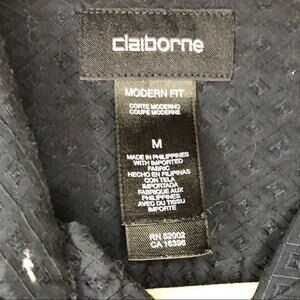 claiborne
MODERN FIT
CORTE MODERNO
COUPE MODERNE
M
MADE IN PHILIPPINES
WITH IMPORTED
FABRIC
HECHO EN FILIPINAS
CON TELA
IMPORTADA
FABRIQUE AUX
PHILIPPINES
AVEC DU TISSU
IMPORTE
RN 52002
CA 16396